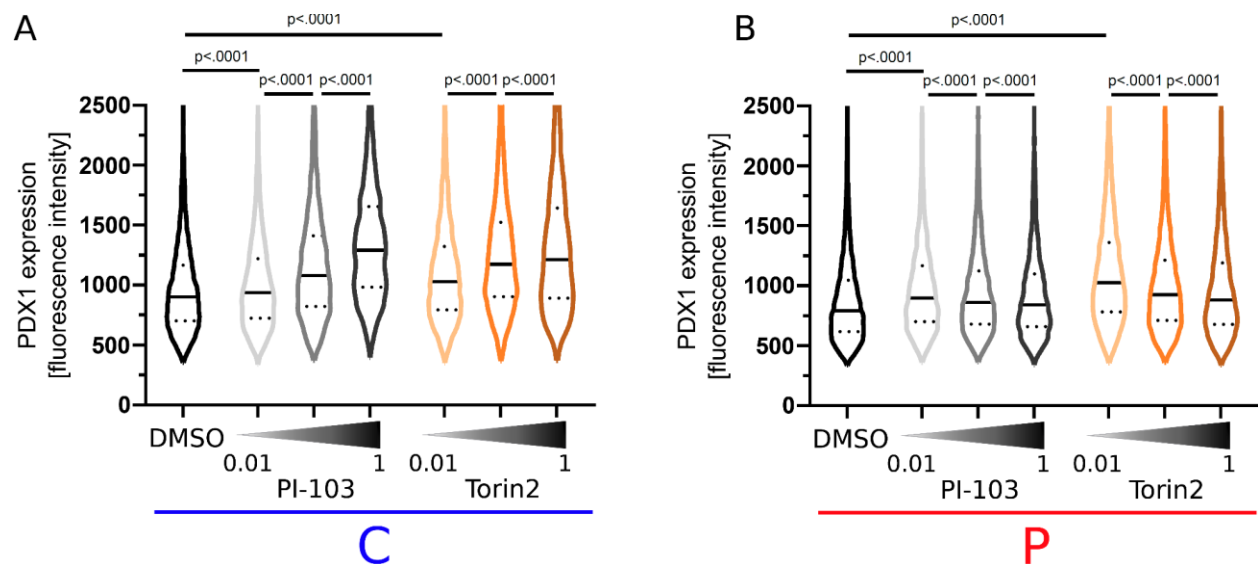 A
p<.0001
p<.0001
p<.0001 p<.0001
p<.0001 p<.0001
PDX1 expression
[fluorescence intensity]
2500
2000
1500
1000
500
0
DMSO
0.01 1
0.01 1
PI-103
Torin2
C
B
p<.0001
p<.0001
p<.0001 p<.0001
p<.0001 p<.0001
PDX1 expression
[fluorescence intensity]
2500
2000
1500
1000
500
0
DMSO
0.01 1
0.01 1
PI-103
Torin2
P